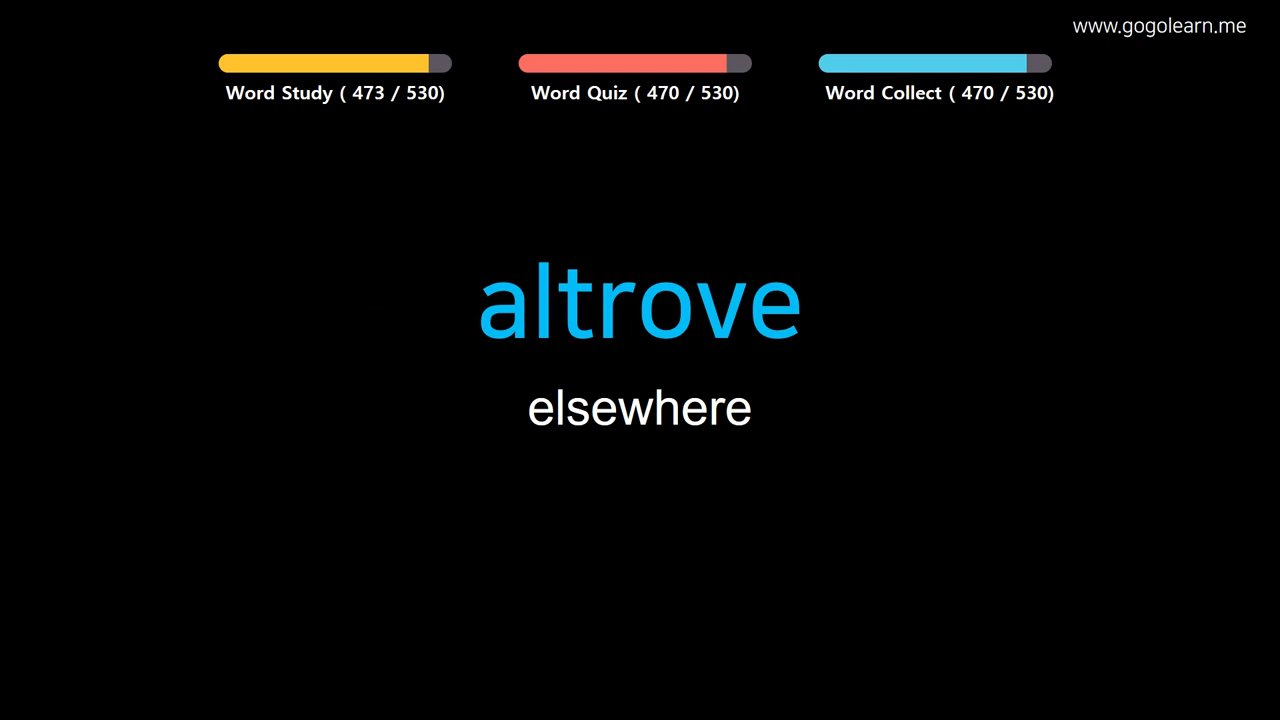 www.gogolearn.me
Word Study ( 473 / 530)
Word Quiz ( 470 / 530)
Word Collect ( 470 / 530)
altrove
elsewhere